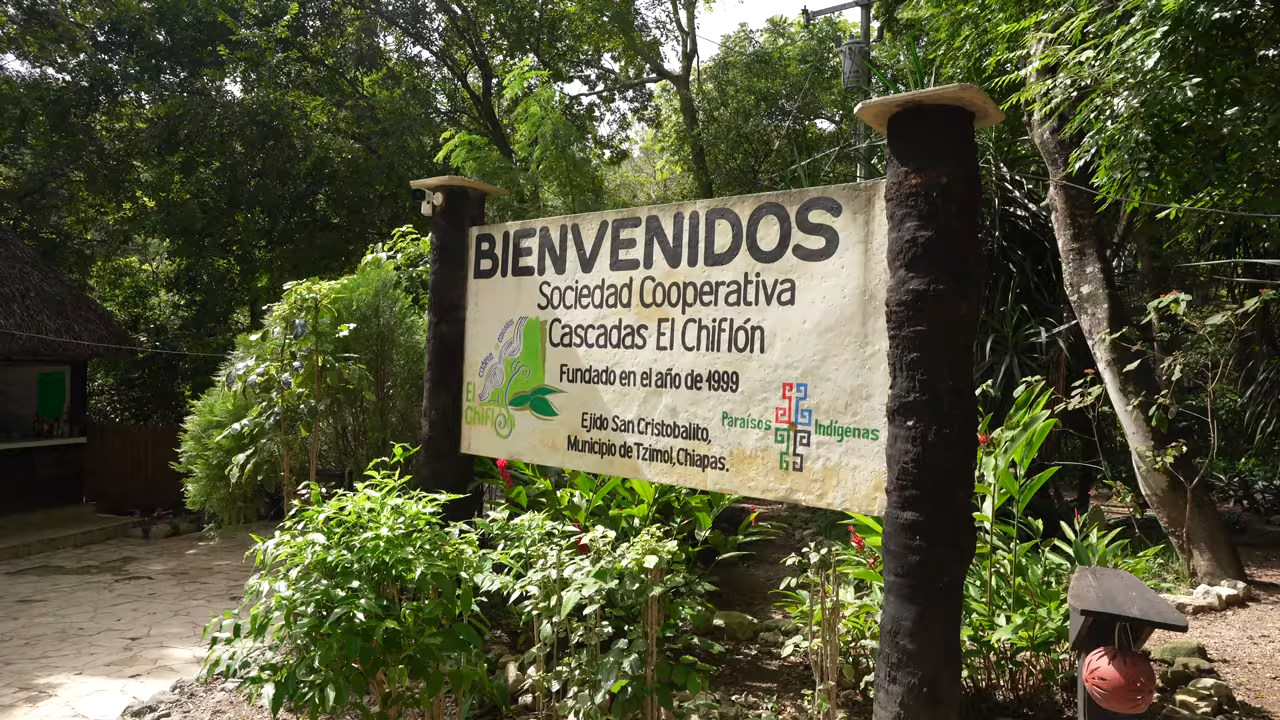 BIENVENIDOS
Sociedad Cooperativa
Cascadas El Chiflón
Fundado en el año de 1999
Ejido San Cristobalito,
Municipio de Tzimol, Chiapas.
El
Chiflón
Paraísos Indígenas